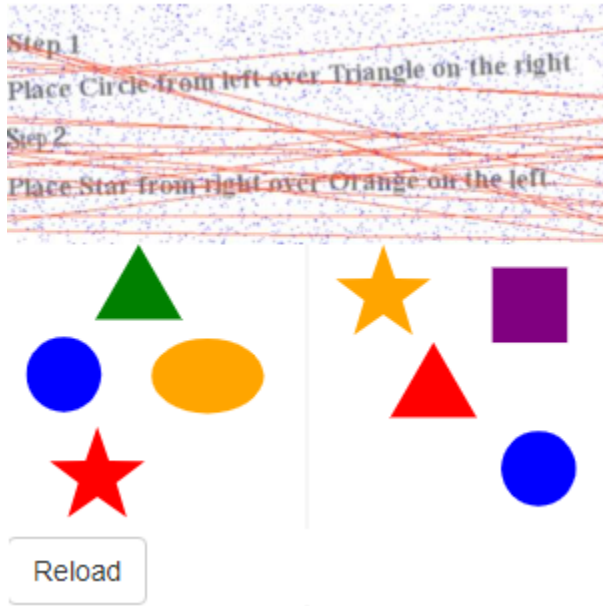 Step 1
Place Circle from left over Triangle on the right
Step 2
Place Star from right over Orange on the left
Reload